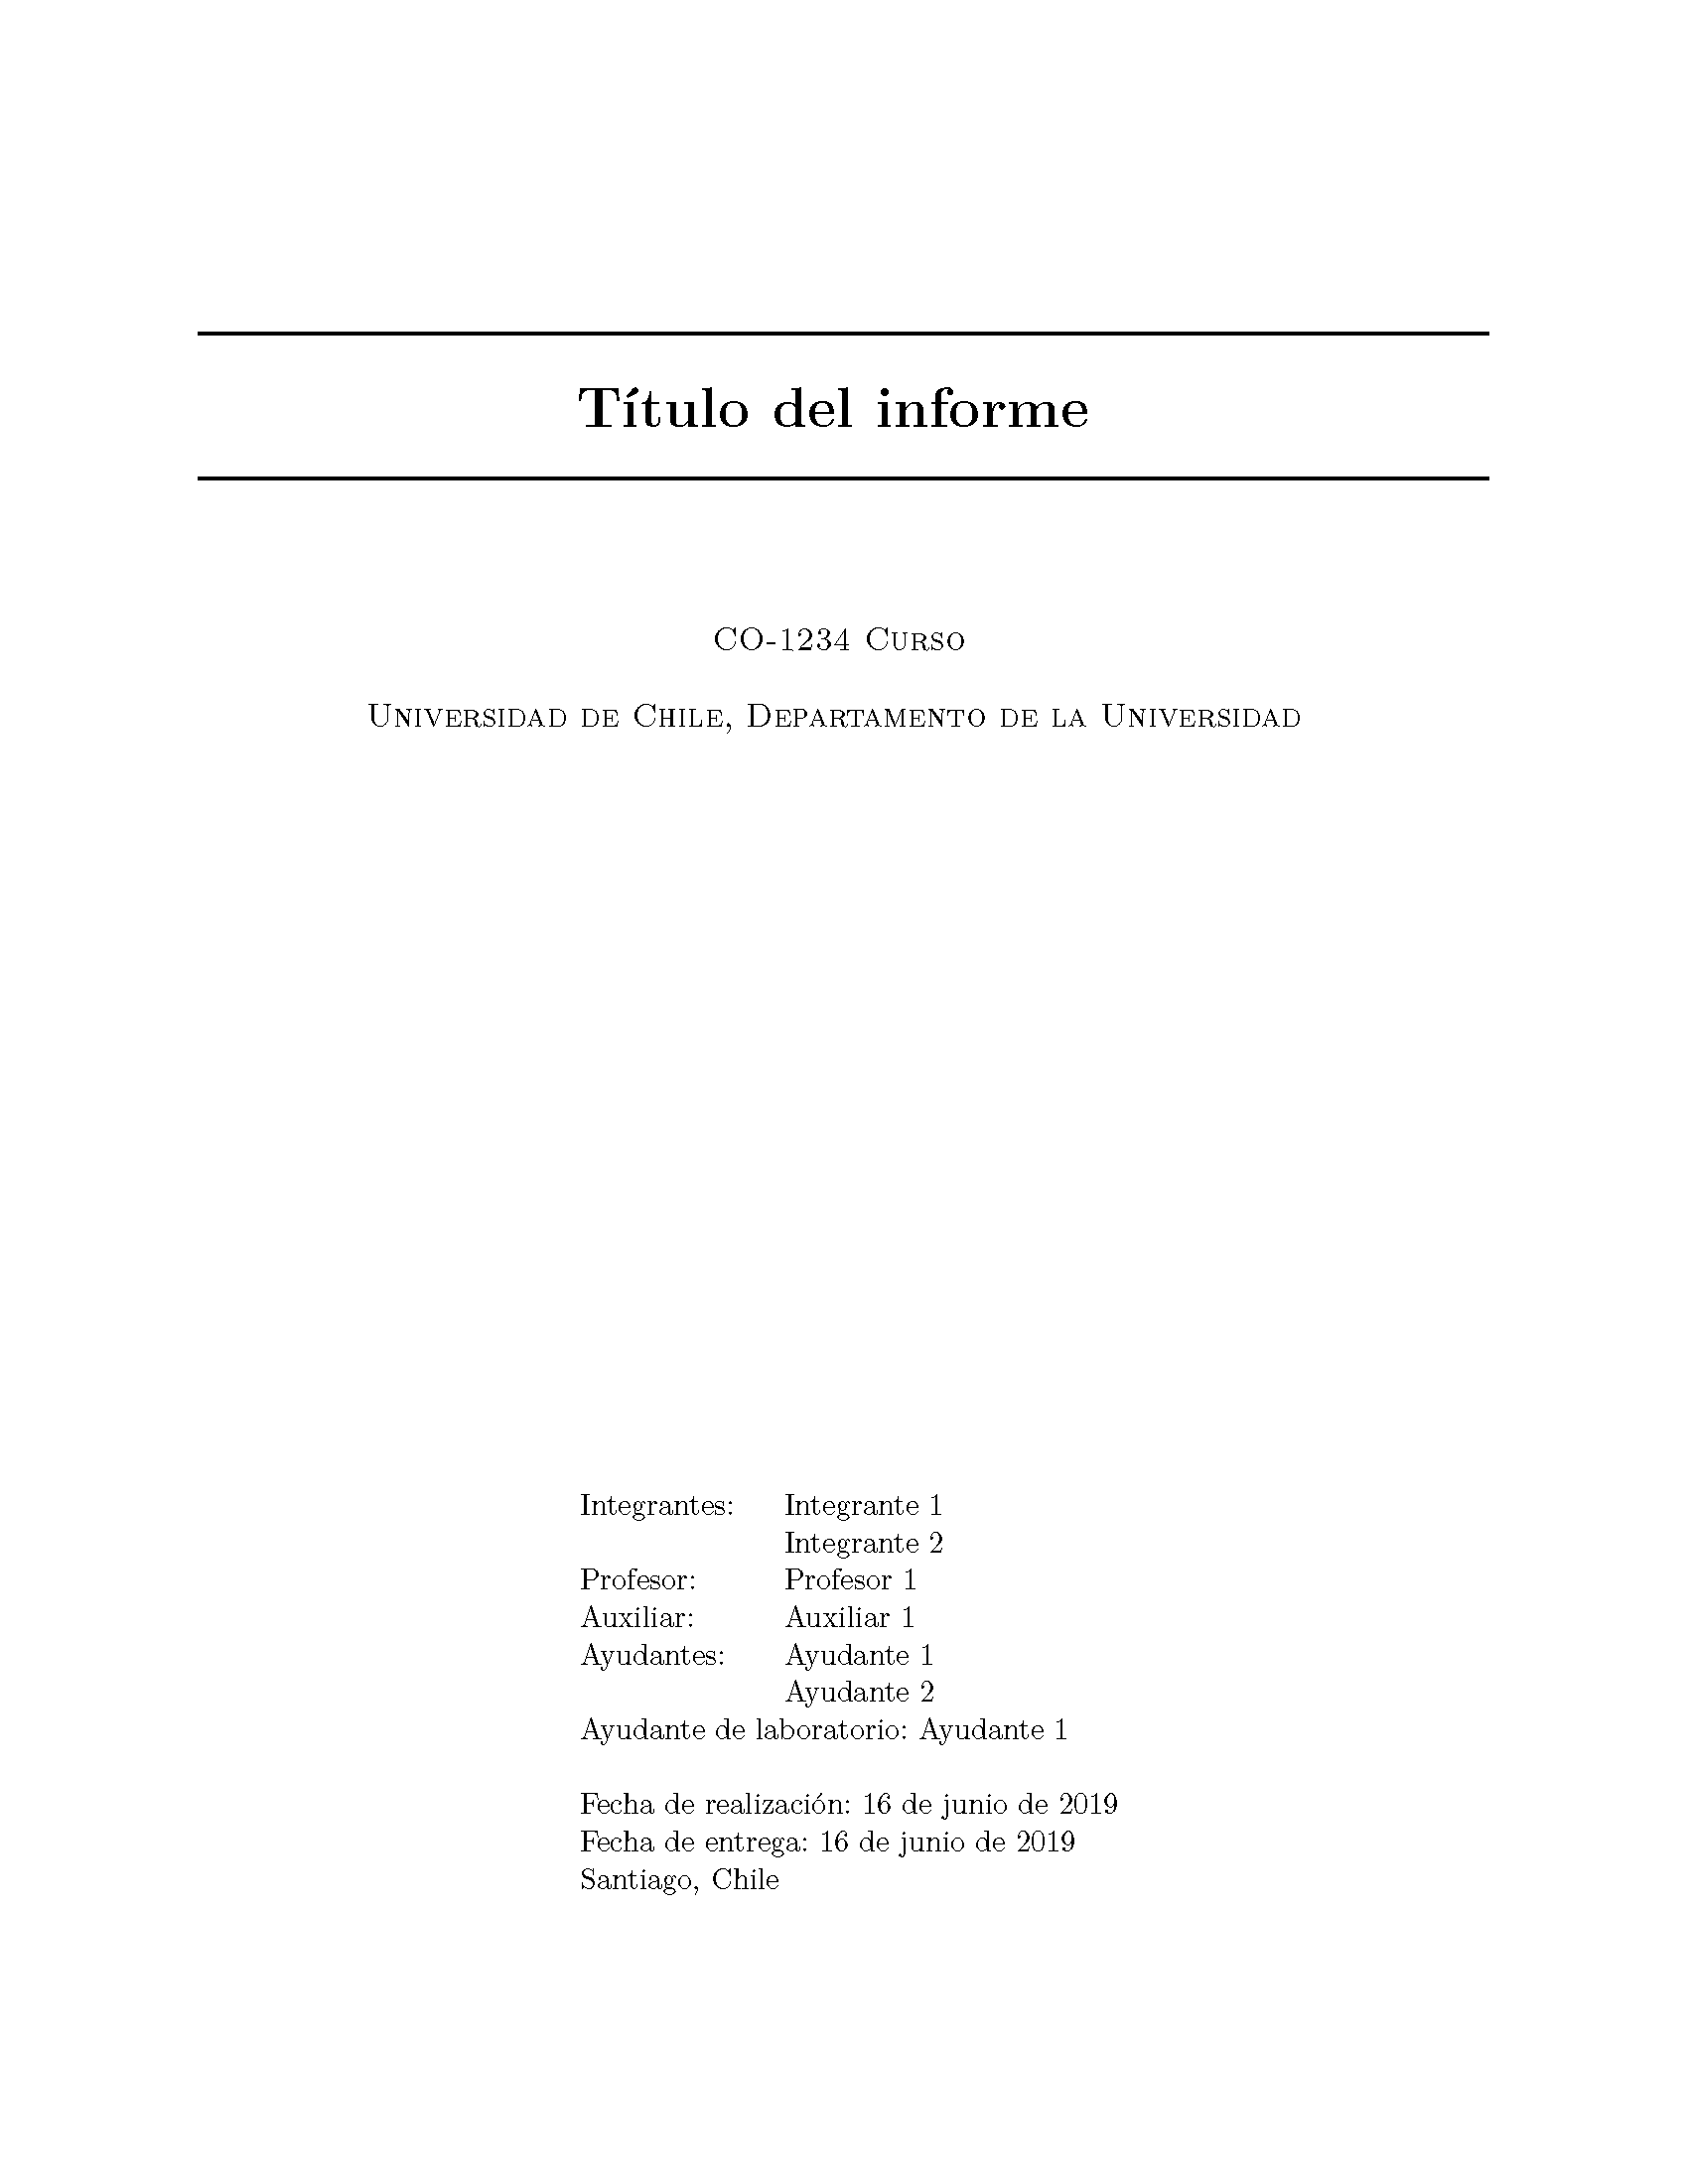 Título del informe
CO-1234 Curso
Universidad de Chile, Departamento de la Universidad
Integrantes: Integrante 1
Integrante 2
Profesor: Profesor 1
Auxiliar: Auxiliar 1
Ayudantes: Ayudante 1
Ayudante 2
Ayudante de laboratorio: Ayudante 1
Fecha de realización: 16 de junio de 2019
Fecha de entrega: 16 de junio de 2019
Santiago, Chile